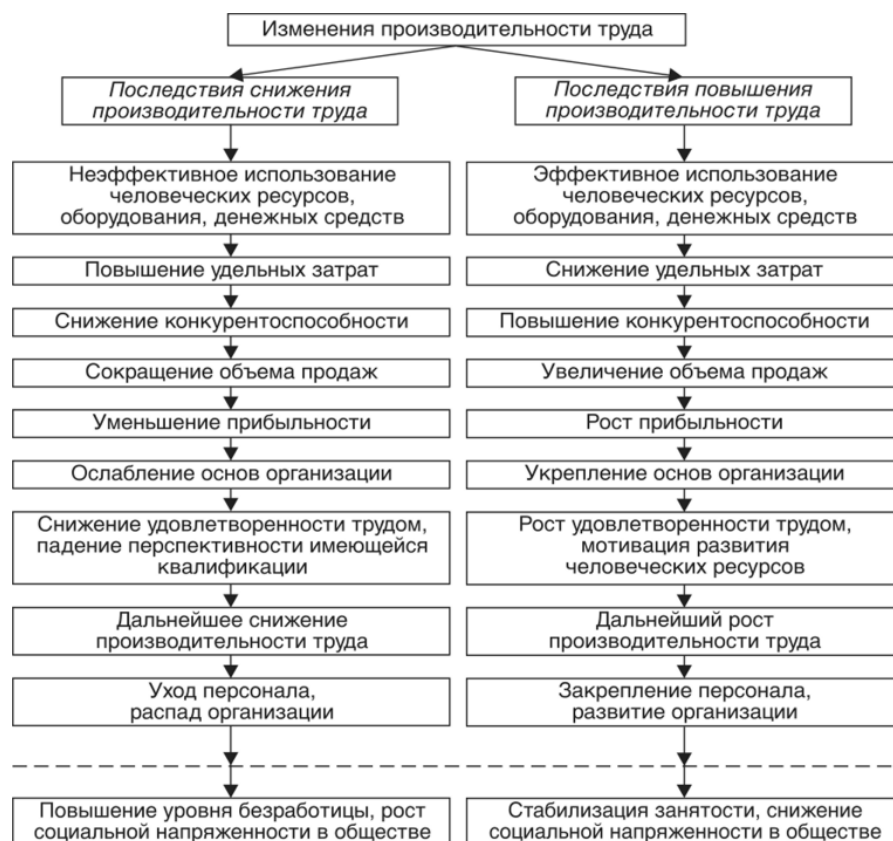 Изменения производительности труда
Последствия снижения
производительности труда
Неэффективное использование
человеческих ресурсов,
оборудования, денежных средств
Повышение удельных затрат
Снижение конкурентоспособности
Сокращение объема продаж
Уменьшение прибыльности
Ослабление основ организации
Снижение удовлетворенности трудом,
падение перспективности имеющейся
квалификации
Дальнейшее снижение
производительности труда
Уход персонала,
распад организации
Повышение уровня безработицы, рост
социальной напряженности в обществе
Последствия повышения
производительности труда
Эффективное использование
человеческих ресурсов,
оборудования, денежных средств
Снижение удельных затрат
Повышение конкурентоспособности
Увеличение объема продаж
Рост прибыльности
Укрепление основ организации
Рост удовлетворенности трудом,
мотивация развития
человеческих ресурсов
Дальнейший рост
производительности труда
Закрепление персонала,
развитие организации
Стабилизация занятости, снижение
социальной напряженности в обществе